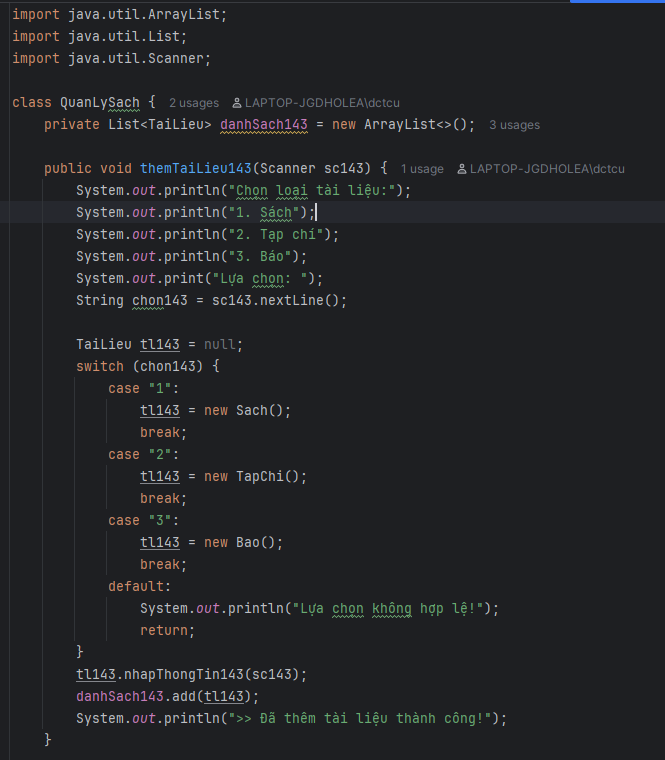 import java.util.ArrayList;
import java.util.List;
import java.util.Scanner;

class QuanLySach { 2 usages LAPTOP-JGDHOLEA\dctcu
    private List<TaiLieu> danhSach143 = new ArrayList<>(); 3 usages

    public void themTaiLieu143(Scanner sc143) { 1 usage LAPTOP-JGDHOLEA\dctcu
        System.out.println("Chọn loại tài liệu:");
        System.out.println("1. Sách");
        System.out.println("2. Tạp chí");
        System.out.println("3. Báo");
        System.out.print("Lựa chọn: ");
        String chon143 = sc143.nextLine();

        TaiLieu tl143 = null;
        switch (chon143) {
            case "1":
                tl143 = new Sach();
                break;
            case "2":
                tl143 = new TapChi();
                break;
            case "3":
                tl143 = new Bao();
                break;
            default:
                System.out.println("Lựa chọn không hợp lệ!");
                return;
        }
        tl143.nhapThongTin143(sc143);
        danhSach143.add(tl143);
        System.out.println(">> Đã thêm tài liệu thành công!");
    }